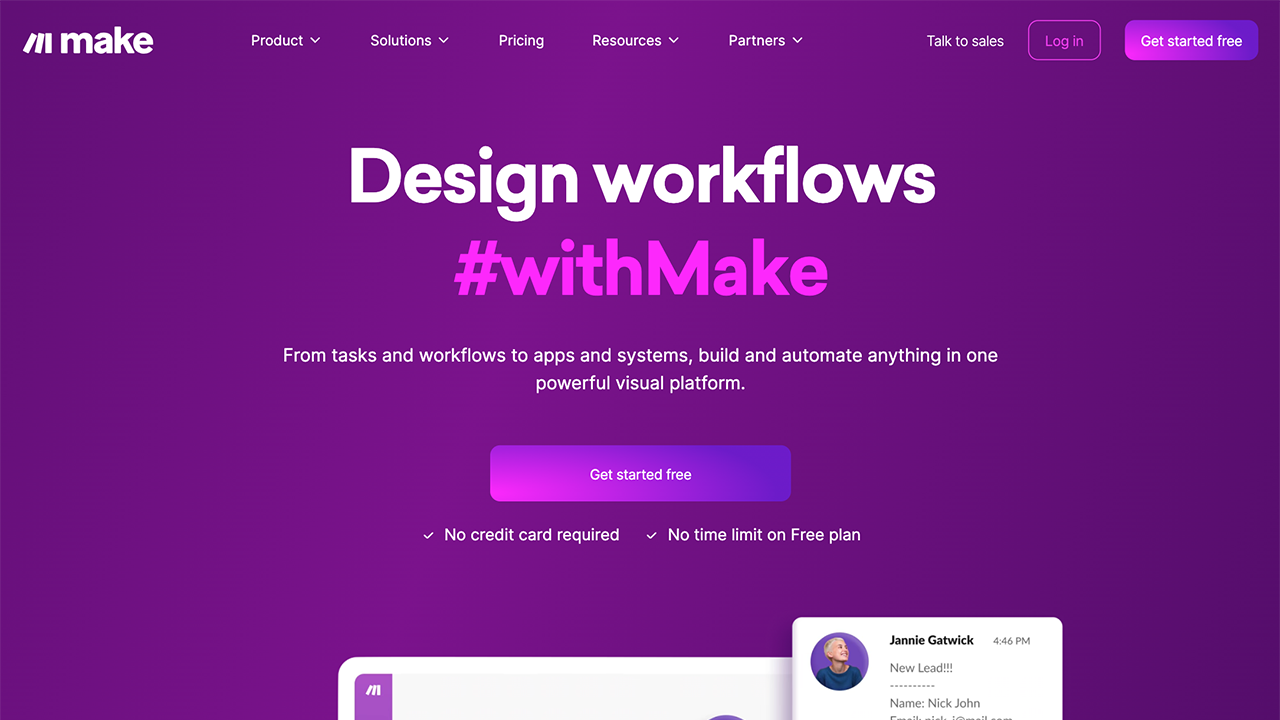 make
Product
Solutions
Pricing
Resources
Partners
Talk to sales
Log in
Get started free
Design workflows
#withMake
From tasks and workflows to apps and systems, build and automate anything in one
powerful visual platform.
Get started free
No credit card required
No time limit on Free plan
Jannie Gatwick 4:46 PM
New Lead!!!
----------
Name: Nick John